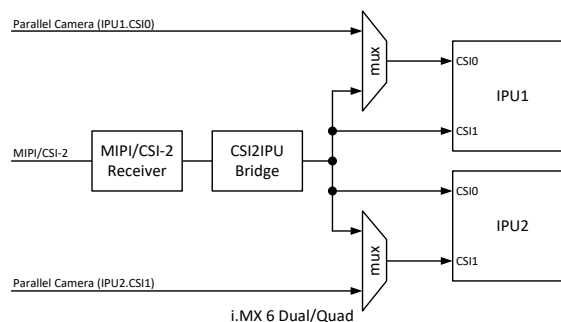 Parallel Camera (IPU1.CSI0)
mux
CSI0
IPU1
CSI1
MIPI/CSI-2
MIPI/CSI-2
Receiver
CSI2IPU
Bridge
CSI0
IPU2
mux
CSI1
Parallel Camera (IPU2.CSI1)
i.MX 6 Dual/Quad